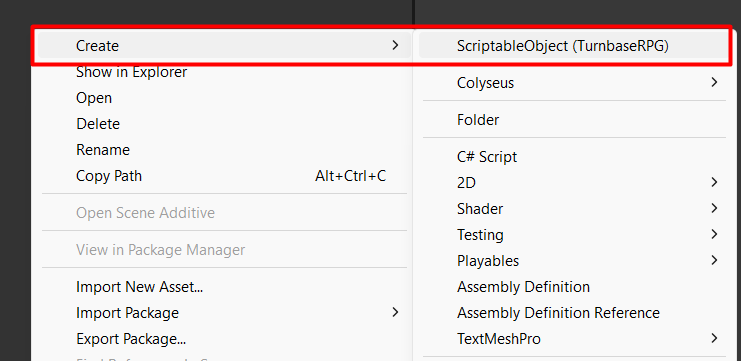 Create
Show in Explorer
Open
Delete
Rename
Copy Path Alt+Ctrl+C
Open Scene Additive
View in Package Manager
Import New Asset...
Import Package
Export Package...
ScriptableObject (TurnbaseRPG)
Colyseus
Folder
C# Script
2D
Shader
Testing
Playables
Assembly Definition
Assembly Definition Reference
TextMeshPro